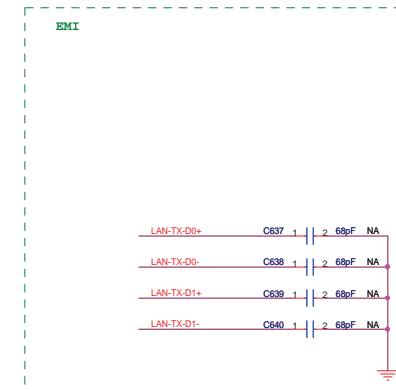 EMI
LAN-TX-D0+ C637 1 2 68pF NA
LAN-TX-D0- C638 1 2 68pF NA
LAN-TX-D1+ C639 1 2 68pF NA
LAN-TX-D1- C640 1 2 68pF NA